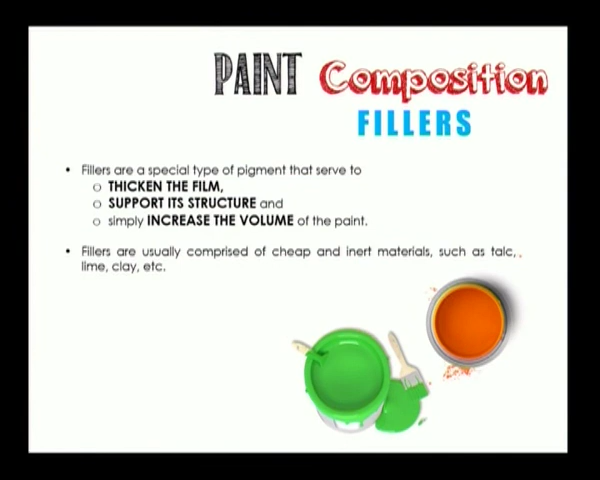 PAINT Composition
FILLERS
• Fillers are a special type of pigment that serve to
o THICKEN THE FILM,
o SUPPORT ITS STRUCTURE and
o simply INCREASE THE VOLUME of the paint.
• Fillers are usually comprised of cheap and inert materials, such as talc,
lime, clay, etc.